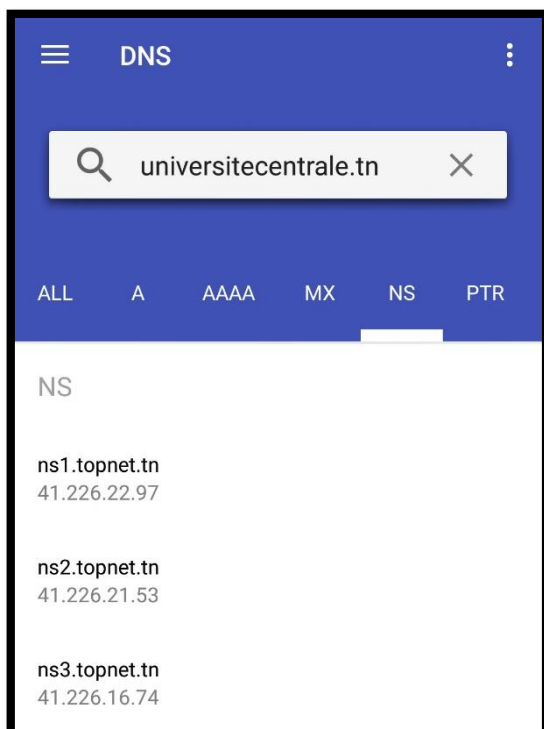 DNS
universitecentrale.tn
ALL A AAAA MX NS PTR
NS
ns1.topnet.tn
41.226.22.97
ns2.topnet.tn
41.226.21.53
ns3.topnet.tn
41.226.16.74